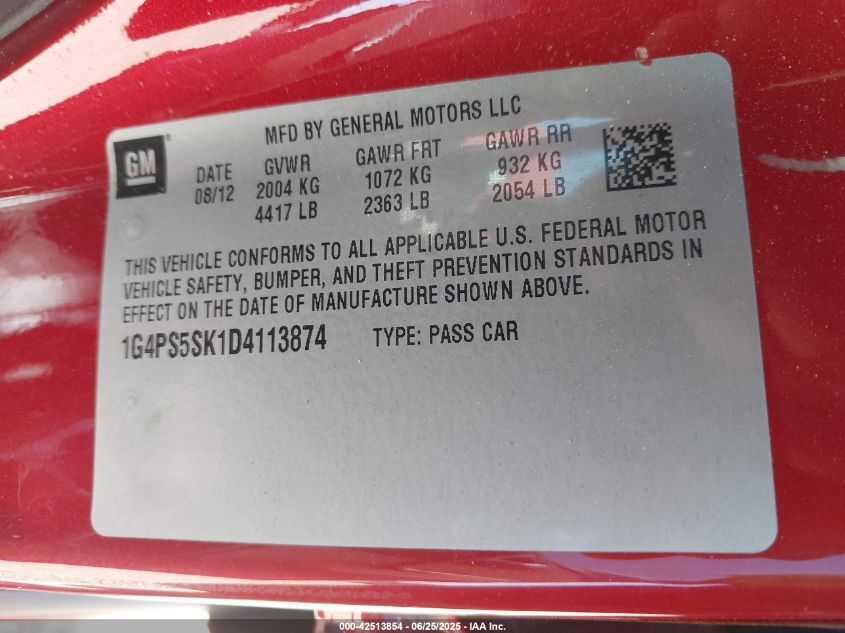 MFD BY GENERAL MOTORS LLC
GM
DATE GVWR GAWR FRT GAWR RR
08/12 2004 KG 1072 KG 932 KG
4417 LB 2363 LB 2054 LB
THIS VEHICLE CONFORMS TO ALL APPLICABLE U.S. FEDERAL MOTOR
VEHICLE SAFETY, BUMPER, AND THEFT PREVENTION STANDARDS IN
EFFECT ON THE DATE OF MANUFACTURE SHOWN ABOVE.
1G4PS5SK1D4113874 TYPE: PASS CAR
000-42513854 - 06/25/2025 - IAA Inc.